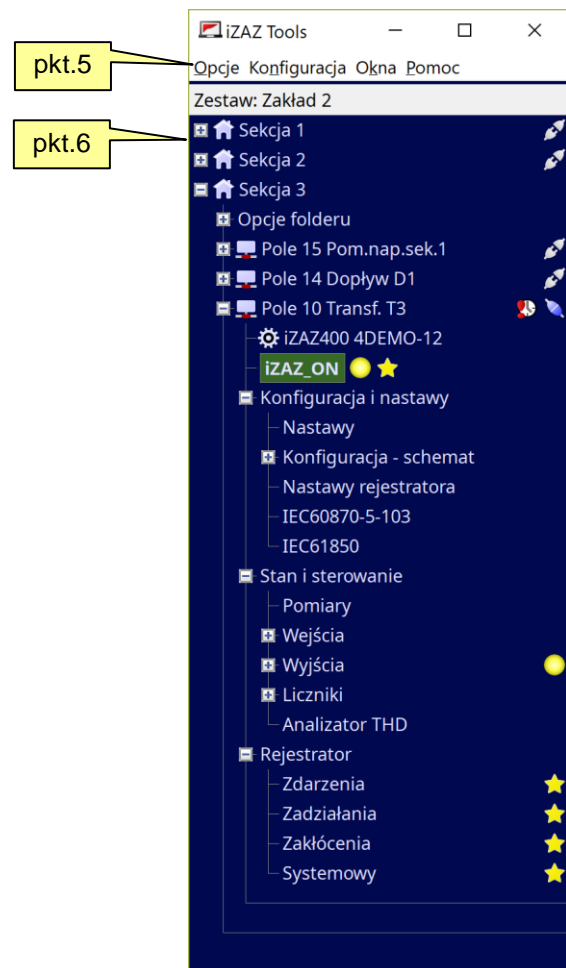 iZAZ Tools
pkt.5
Opcje Konfiguracja Okna Pomoc
Zestaw: Zakład 2
pkt.6
Sekcja 1
Sekcja 2
Sekcja 3
Opcje folderu
Pole 15 Pom.nap.sek.1
Pole 14 Dopływ D1
Pole 10 Transf. T3
iZAZ400 4DEMO-12
iZAZ_ON
Konfiguracja i nastawy
Nastawy
Konfiguracja - schemat
Nastawy rejestratora
IEC60870-5-103
IEC61850
Stan i sterowanie
Pomiary
Wejścia
Wyjścia
Liczniki
Analizator THD
Rejestrator
Zdarzenia
Zadziałania
Zakłócenia
Systemowy